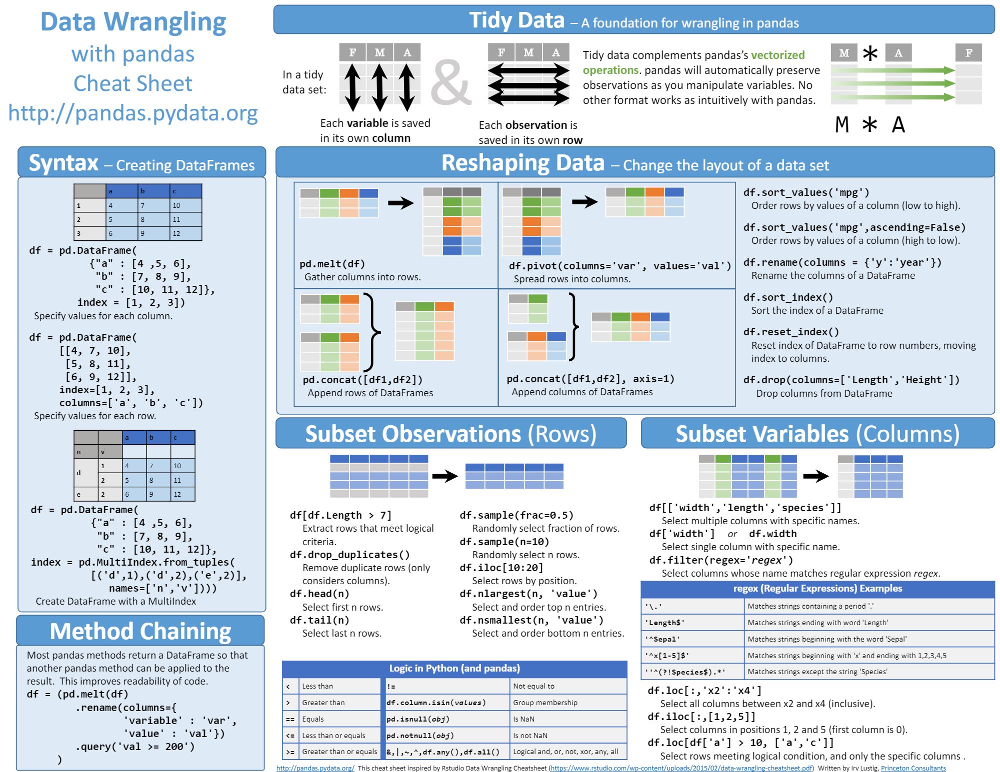 Data Wrangling
with pandas
Cheat Sheet
http://pandas.pydata.org
Tidy Data – A foundation for wrangling in pandas
In a tidy
data set:
F M A
&
F M A
Each variable is saved
in its own column
Each observation is
saved in its own row
Tidy data complements pandas’s vectorized
operations. pandas will automatically preserve
observations as you manipulate variables. No
other format works as intuitively with pandas.
M * A F
M * A
Syntax – Creating DataFrames
a b c
1 4 7 10
2 5 8 11
3 6 9 12
df = pd.DataFrame(
{"a" : [4 ,5, 6],
"b" : [7, 8, 9],
"c" : [10, 11, 12]},
index = [1, 2, 3])
Specify values for each column.
df = pd.DataFrame(
[[4, 7, 10],
[5, 8, 11],
[6, 9, 12]],
index=[1, 2, 3],
columns=['a', 'b', 'c'])
Specify values for each row.
a b c
n v
d 1 4 7 10
2 5 8 11
e 2 6 9 12
df = pd.DataFrame(
{"a" : [4 ,5, 6],
"b" : [7, 8, 9],
"c" : [10, 11, 12]},
index = pd.MultiIndex.from_tuples(
[('d',1),('d',2),('e',2)],
names=['n','v'])))
Create DataFrame with a MultiIndex
Method Chaining
Most pandas methods return a DataFrame so that
another pandas method can be applied to the
result.  This improves readability of code.
df = (pd.melt(df)
.rename(columns={
'variable' : 'var',
'value' : 'val'})
.query('val >= 200')
)
Reshaping Data – Change the layout of a data set
pd.melt(df)
Gather columns into rows.
df.pivot(columns='var', values='val')
Spread rows into columns.
pd.concat([df1,df2])
Append rows of DataFrames
pd.concat([df1,df2], axis=1)
Append columns of DataFrames
df.sort_values('mpg')
Order rows by values of a column (low to high).
df.sort_values('mpg',ascending=False)
Order rows by values of a column (high to low).
df.rename(columns = {'y':'year'})
Rename the columns of a DataFrame
df.sort_index()
Sort the index of a DataFrame
df.reset_index()
Reset index of DataFrame to row numbers, moving
index to columns.
df.drop(columns=['Length','Height'])
Drop columns from DataFrame
Subset Observations (Rows)
df[df.Length > 7]
Extract rows that meet logical
criteria.
df.drop_duplicates()
Remove duplicate rows (only
considers columns).
df.head(n)
Select first n rows.
df.tail(n)
Select last n rows.
df.sample(frac=0.5)
Randomly select fraction of rows.
df.sample(n=10)
Randomly select n rows.
df.iloc[10:20]
Select rows by position.
df.nlargest(n, 'value')
Select and order top n entries.
df.nsmallest(n, 'value')
Select and order bottom n entries.
Logic in Python (and pandas)
< Less than != Not equal to
> Greater than df.column.isin(values) Group membership
== Equals pd.isnull(obj) Is NaN
<= Less than or equals pd.notnull(obj) Is not NaN
>= Greater than or equals &,|,~,^,df.any(),df.all() Logical and, or, not, xor, any, all
Subset Variables (Columns)
df[['width','length','species']]
Select multiple columns with specific names.
df['width'] or df.width
Select single column with specific name.
df.filter(regex='regex')
Select columns whose name matches regular expression regex.
regex (Regular Expressions) Examples
'\.' Matches strings containing a period '.'
'Length$' Matches strings ending with word 'Length'
'^Sepal' Matches strings beginning with the word 'Sepal'
'^x[1-5]$' Matches strings beginning with 'x' and ending with 1,2,3,4,5
''^(?!Species$).*' Matches strings except the string 'Species'
df.loc[:,'x2':'x4']
Select all columns between x2 and x4 (inclusive).
df.iloc[:,[1,2,5]]
Select columns in positions 1, 2 and 5 (first column is 0).
df.loc[df['a'] > 10, ['a','c']]
Select rows meeting logical condition, and only the specific columns .
http://pandas.pydata.org/  This cheat sheet inspired by Rstudio Data Wrangling Cheatsheet (https://www.rstudio.com/wp-content/uploads/2015/02/data-wrangling-cheatsheet.pdf)  Written by Irv Lustig, Princeton Consultants